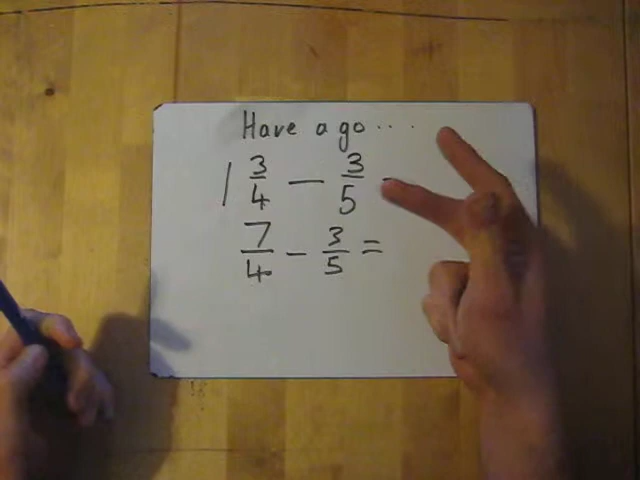 Have a go....
1 3/4 - 3/5 =
7/4 - 3/5 =